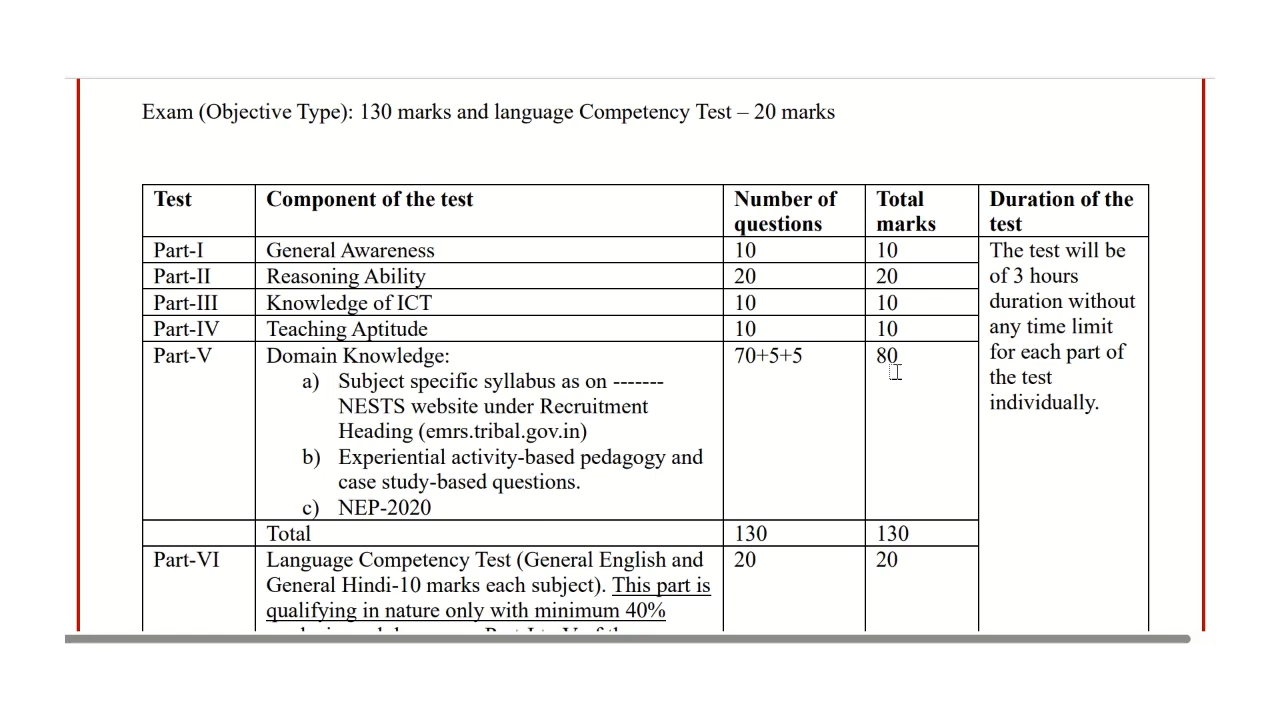 Exam (Objective Type): 130 marks and language Competency Test – 20 marks
Test
Component of the test
Number of
questions
Total
marks
Duration of the
test
Part-I
General Awareness
10
10
The test will be
of 3 hours
duration without
any time limit
for each part of
the test
individually.
Part-II
Reasoning Ability
20
20
Part-III
Knowledge of ICT
10
10
Part-IV
Teaching Aptitude
10
10
Part-V
Domain Knowledge:
70+5+5
80
a) Subject specific syllabus as on -------
NESTS website under Recruitment
Heading (emrs.tribal.gov.in)
b) Experiential activity-based pedagogy and
case study-based questions.
c) NEP-2020
Total
130
130
Part-VI
Language Competency Test (General English and
General Hindi-10 marks each subject). This part is
qualifying in nature only with minimum 40%
20
20